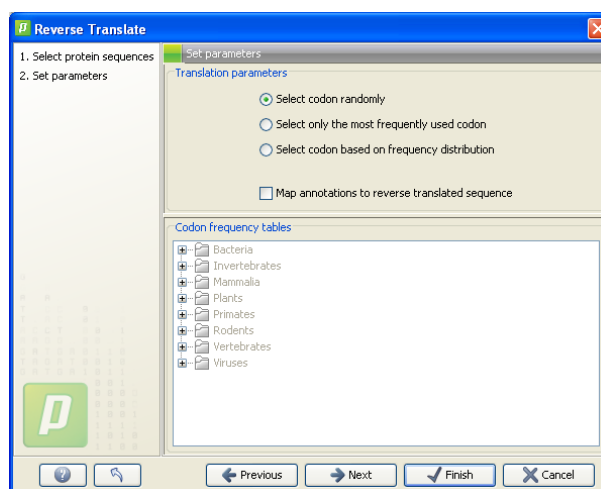 Reverse Translate
1. Select protein sequences
2. Set parameters
Set parameters
Translation parameters
Select codon randomly
Select only the most frequently used codon
Select codon based on frequency distribution
Map annotations to reverse translated sequence
Codon frequency tables
Bacteria
Invertebrates
Mammalia
Plants
Primates
Rodents
Vertebrates
Viruses
? Previous Next Finish Cancel